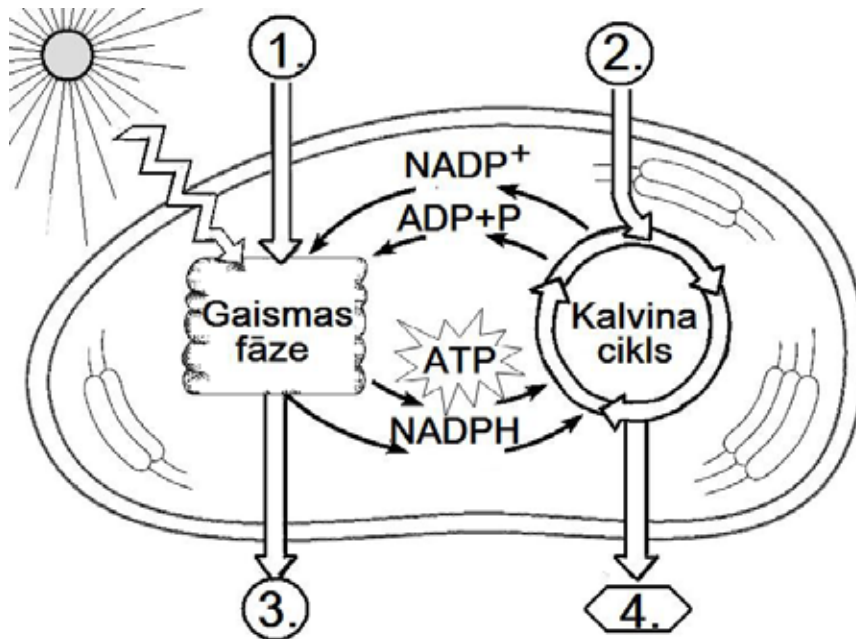 1.
2.
NADP⁺
ADP+P
Gaismas
fāze
Kalvina
cikls
ATP
NADPH
3.
4.